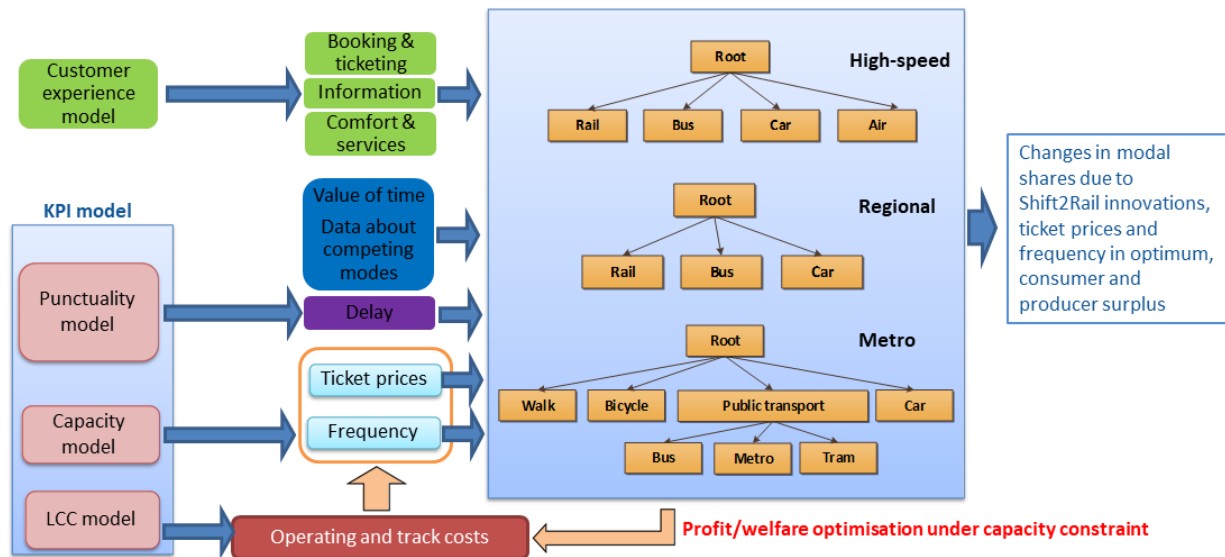 Customer
experience
model
Booking &
ticketing
Information
Comfort &
services
KPI model
Punctuality
model
Capacity
model
LCC model
Value of time
Data about
competing
modes
Delay
Ticket prices
Frequency
Operating and track costs
High-speed
Root
Rail
Bus
Car
Air
Regional
Root
Rail
Bus
Car
Metro
Root
Walk
Bicycle
Public transport
Car
Bus
Metro
Tram
Profit/welfare optimisation under capacity constraint
Changes in modal
shares due to
Shift2Rail innovations,
ticket prices and
frequency in optimum,
consumer and
producer surplus